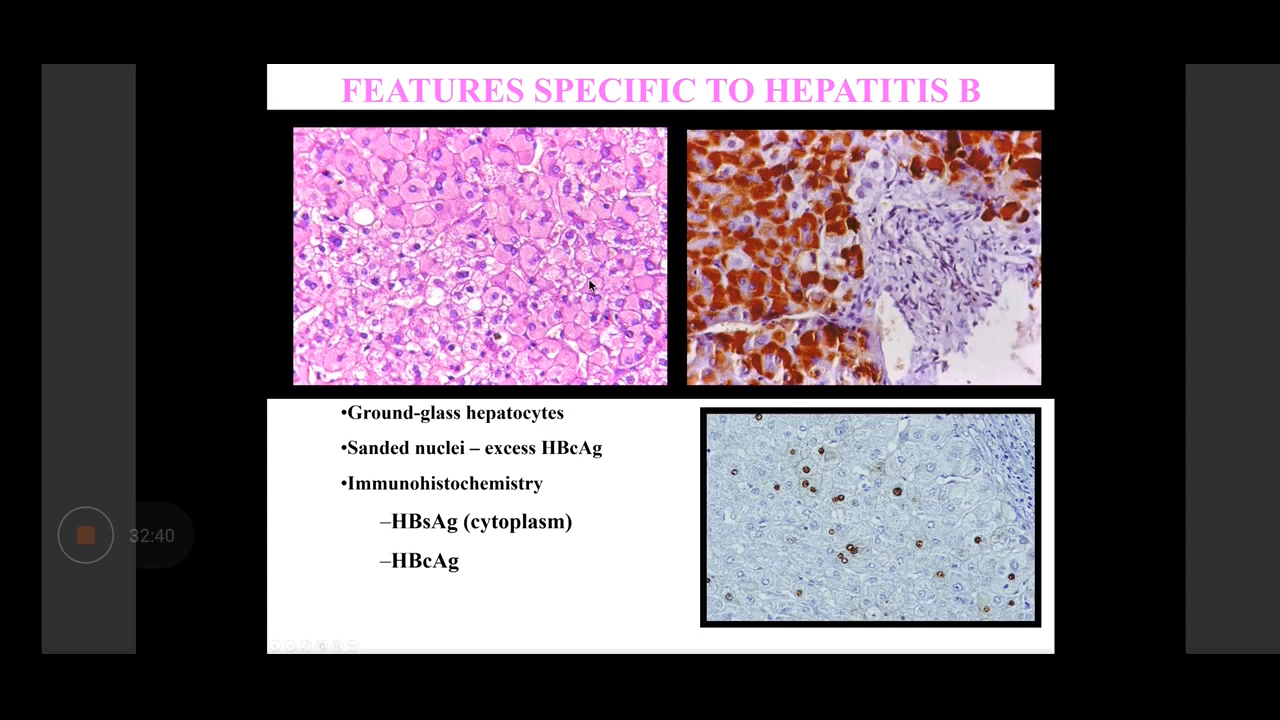 FEATURES SPECIFIC TO HEPATITIS B
•Ground-glass hepatocytes
•Sanded nuclei – excess HBcAg
•Immunohistochemistry
–HBsAg (cytoplasm)
–HBcAg
32:40